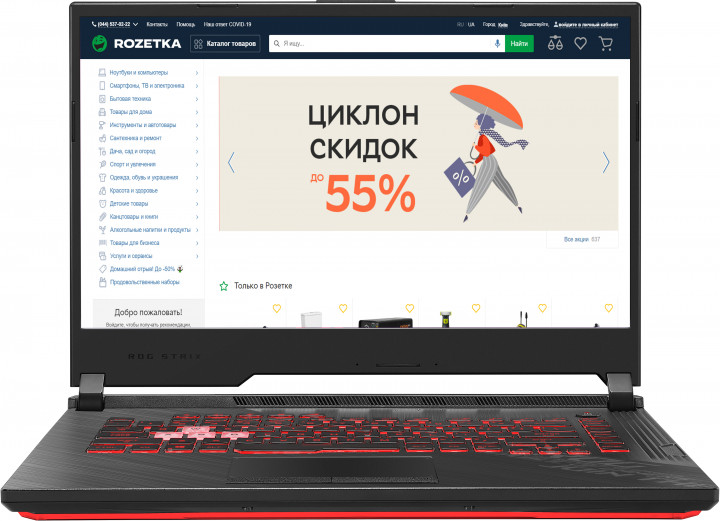 (044) 537-02-22
Контакты
Помощь
Наш ответ COVID-19
RU
UA
Город Київ
Здравствуйте,
войдите в личный кабинет
ROZETKA
Каталог товаров
Я ищу...
Найти
Ноутбуки и компьютеры
Смартфоны, ТВ и электроника
Бытовая техника
Товары для дома
Инструменты и автотовары
Сантехника и ремонт
Дача, сад и огород
Спорт и увлечения
Одежда, обувь и украшения
Красота и здоровье
Детские товары
Канцтовары и книги
Алкогольные напитки и продукты
Товары для бизнеса
Услуги и сервисы
Домашний отрыв! До -50%
Продовольственные наборы
Добро пожаловать!
Войдите, чтобы получать рекомендации,
ЦИКЛОН
СКИДОК
ДО 55%
%
Все акции 637
Только в Розетке
ROG STRIX